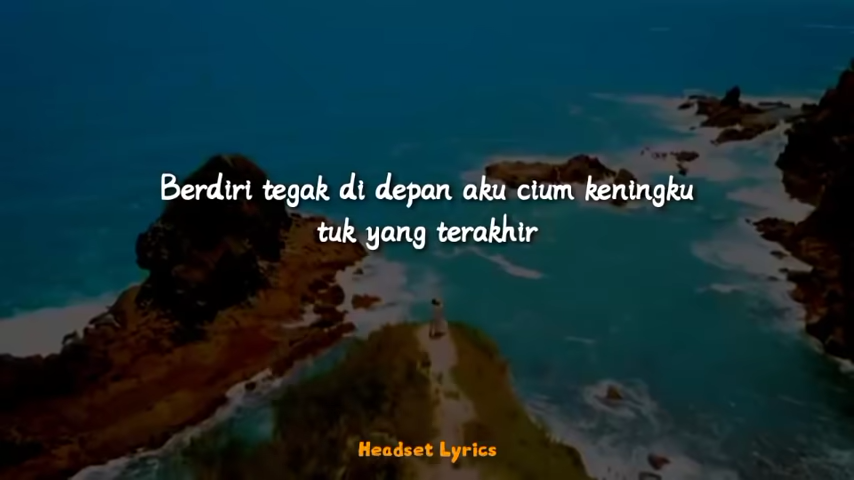 Berdiri tegak di depan aku cium keningku
tuk yang terakhir
Headset Lyrics